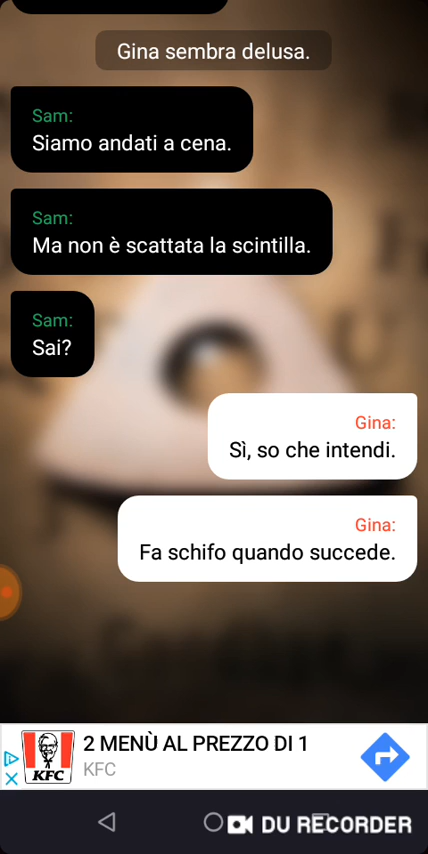 Gina sembra delusa.
Sam:
Siamo andati a cena.
Sam:
Ma non è scattata la scintilla.
Sam:
Sai?
Gina:
Sì, so che intendi.
Gina:
Fa schifo quando succede.
2 MENÙ AL PREZZO DI 1
KFC
KFC
DU RECORDER